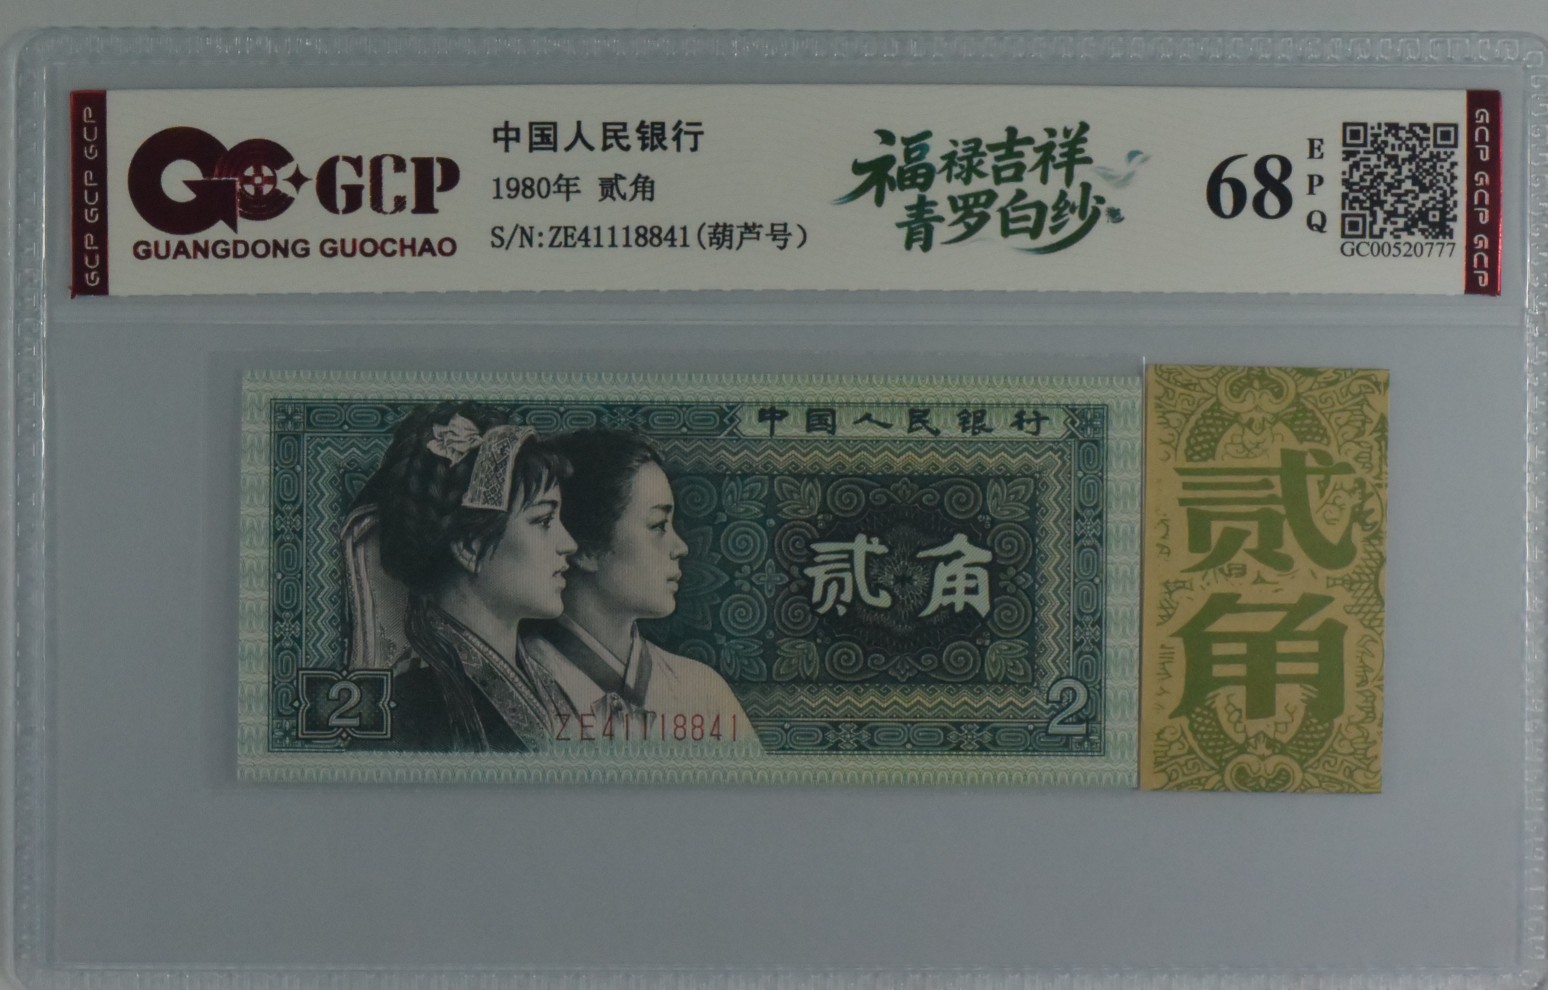 GCP GCP GCP
GCP
GUANGDONG GUOCHAO
中国人民银行
1980年 贰角
S/N:ZE41118841(葫芦号)
福禄吉祥
青罗白纱
68
EPQ
GC00520777
GCP GCP GCP
中国人民银行
贰角
2
ZE41118841
2
贰
角